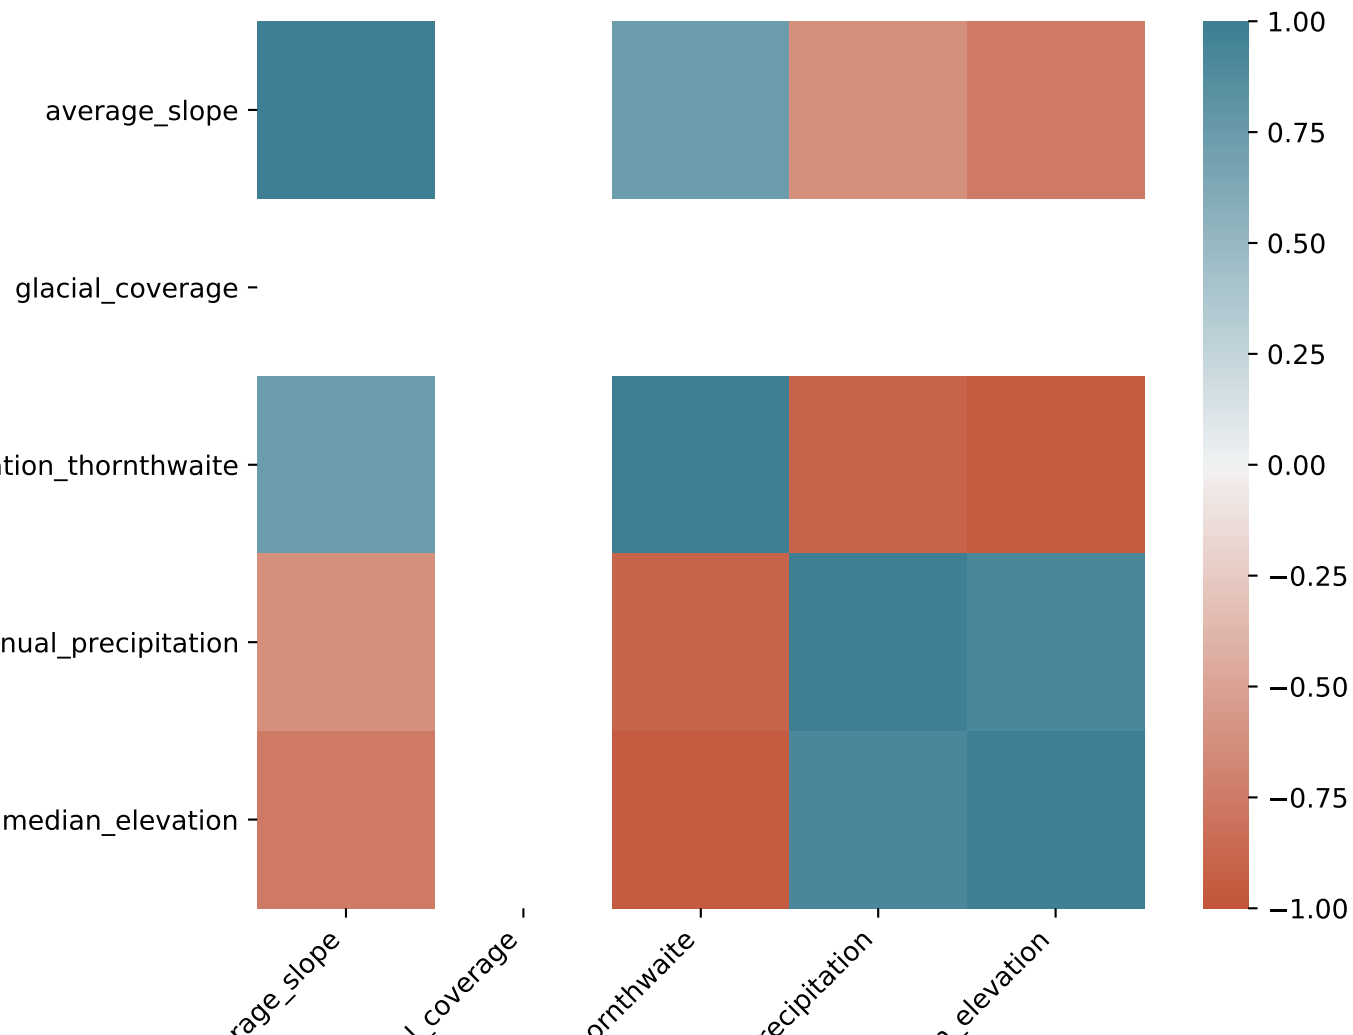 average_slope
glacial_coverage
tion_thornthwaite
nual_precipitation
median_elevation
rage_slope
l_coverage
ornthwaite
recipitation
n_elevation
1.00
0.75
0.50
0.25
0.00
−0.25
−0.50
−0.75
−1.00